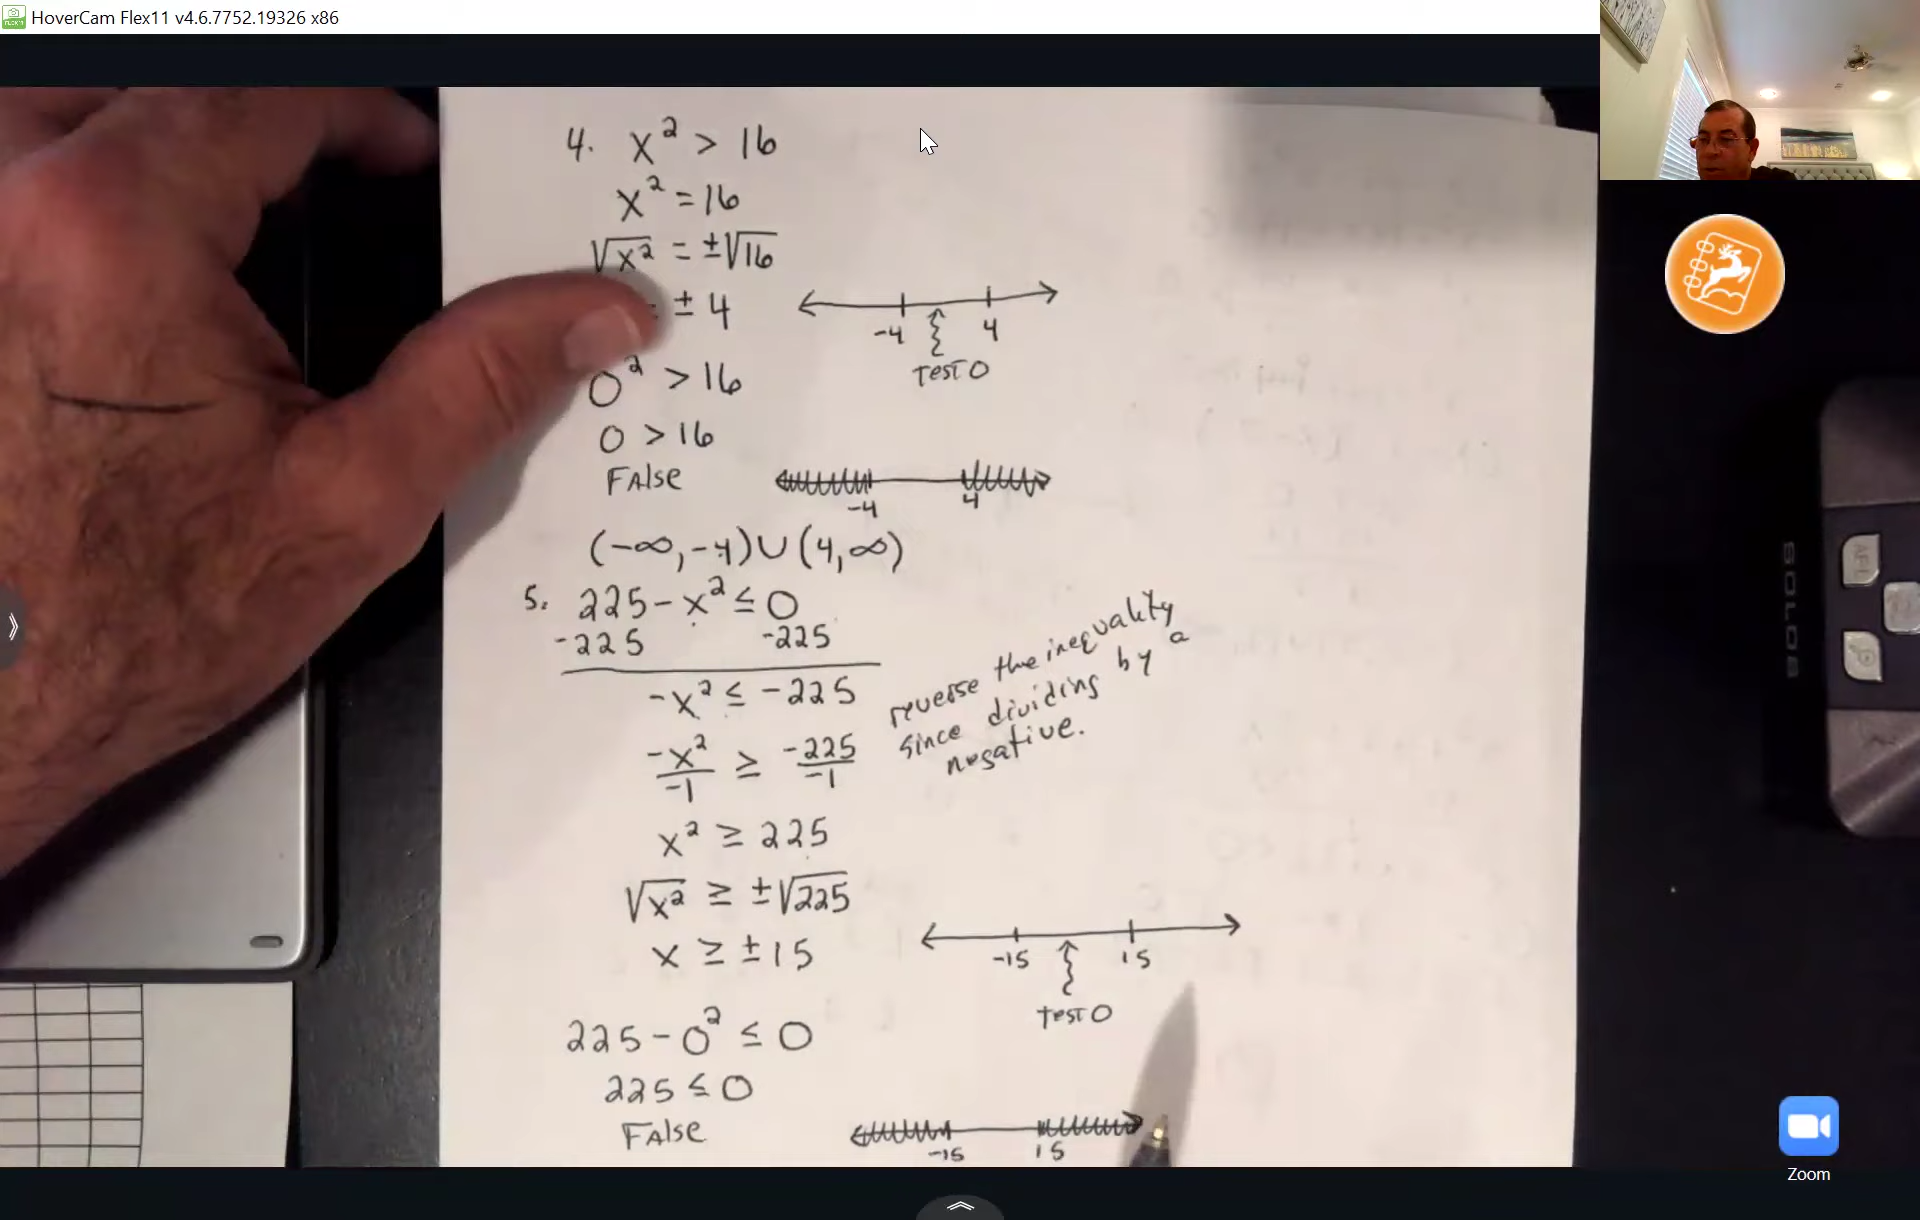 HoverCam Flex11 v4.6.7752.19326 x86
4. x² > 16
x² = 16
√x² = ±√16
= ± 4
-4 4
Test 0
0² > 16
0 > 16
False
-4 4
(-∞, -4) ∪ (4, ∞)
5. 225 - x² ≤ 0
-225 -225
-x² ≤ -225
-x²/-1 ≥ -225/-1
reverse the inequality
since dividing by a
negative.
x² ≥ 225
√x² ≥ ±√225
x ≥ ±15
-15 15
Test 0
225 - 0² ≤ 0
225 ≤ 0
False
-15 15
SOLO8
Zoom